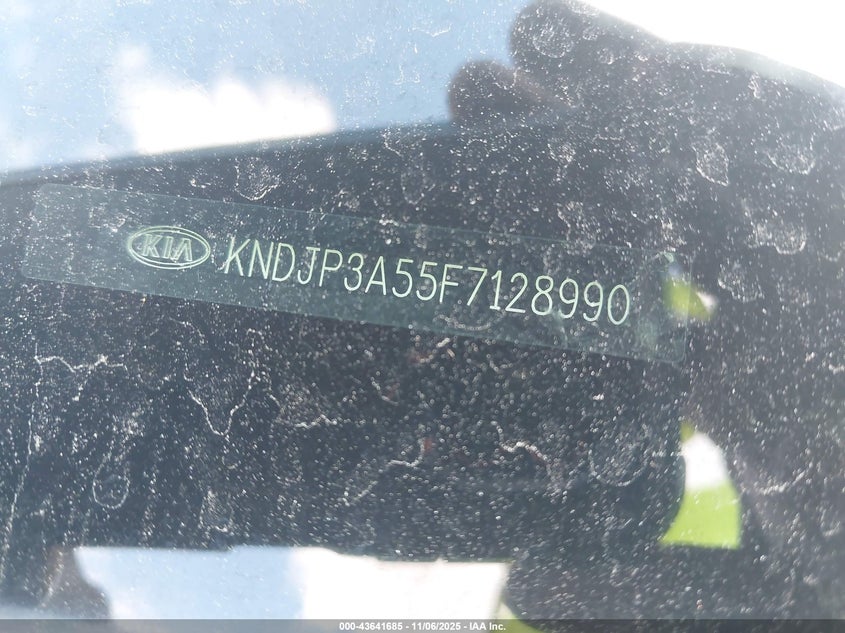 KIA KNDJP3A55F7128990
000-43641685 - 11/06/2025 - IAA Inc.